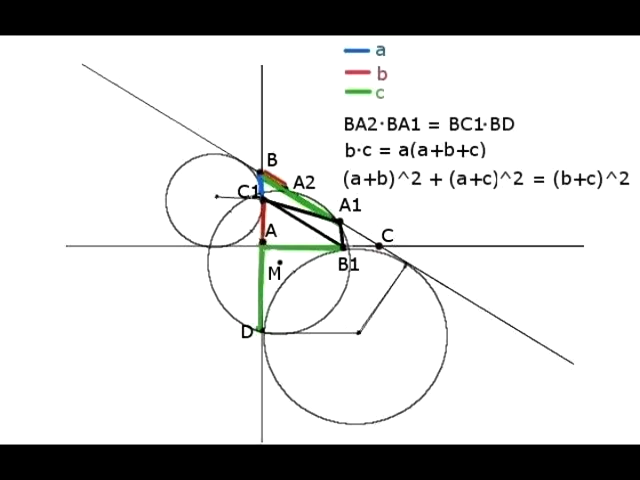 a
b
c
BA2·BA1 = BC1·BD
b·c = a(a+b+c)
(a+b)^2 + (a+c)^2 = (b+c)^2
B
A2
C1
A1
A
C
B1
M
D